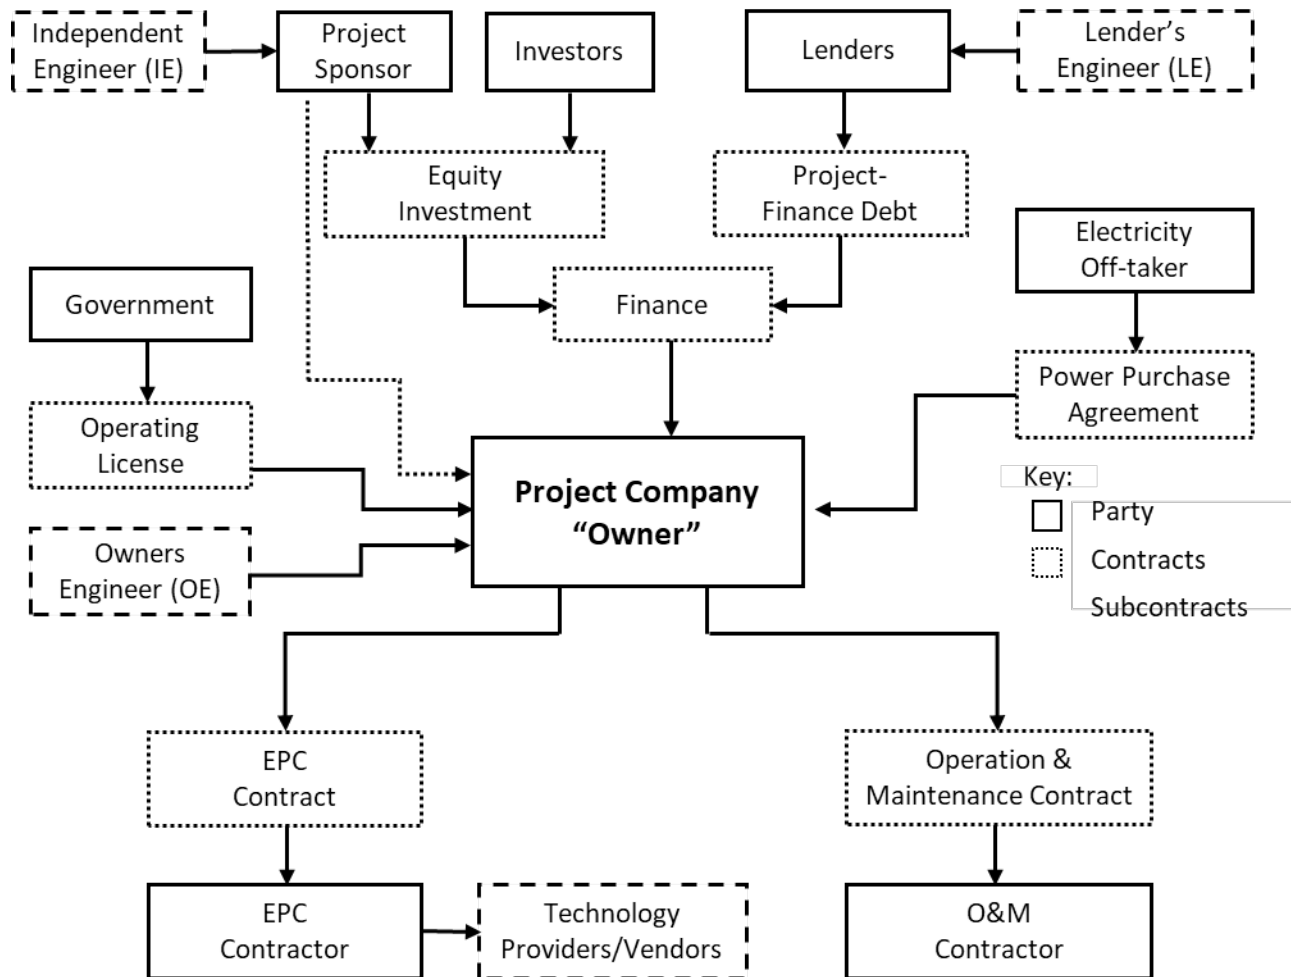 Independent
Engineer (IE)
Project
Sponsor
Investors
Lenders
Lender’s
Engineer (LE)
Equity
Investment
Project-
Finance Debt
Electricity
Off-taker
Government
Finance
Power Purchase
Agreement
Operating
License
Project Company
“Owner”
Key:
Party
Contracts
Subcontracts
Owners
Engineer (OE)
EPC
Contract
Operation &
Maintenance Contract
EPC
Contractor
Technology
Providers/Vendors
O&M
Contractor